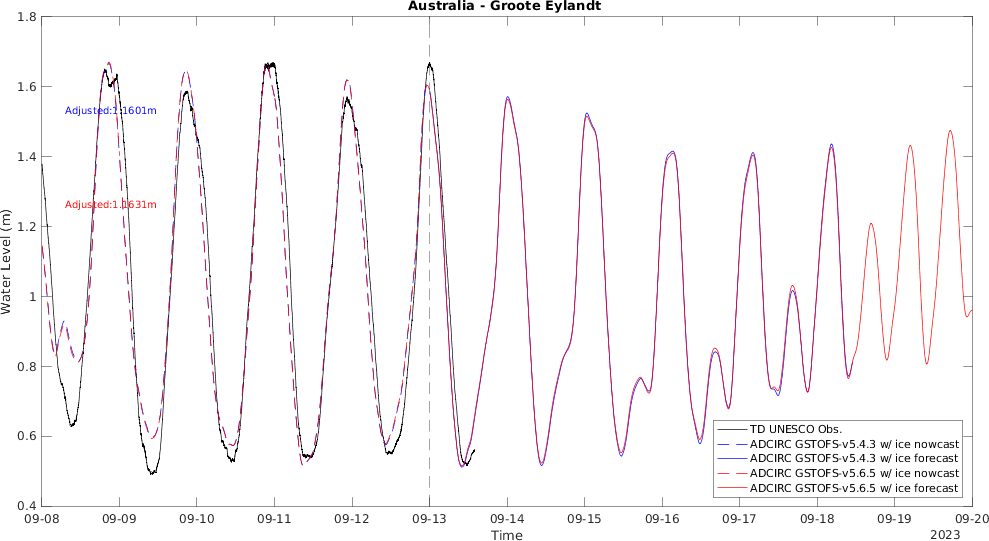 Australia - Groote Eylandt
1.8
1.6
1.4
1.2
1
0.8
0.6
0.4
Water Level (m)
Adjusted:1.1601m
Adjusted:1.1631m
TD UNESCO Obs.
ADCIRC GSTOFS-v5.4.3 w/ ice nowcast
ADCIRC GSTOFS-v5.4.3 w/ ice forecast
ADCIRC GSTOFS-v5.6.5 w/ ice nowcast
ADCIRC GSTOFS-v5.6.5 w/ ice forecast
09-08 09-09 09-10 09-11 09-12 09-13 09-14 09-15 09-16 09-17 09-18 09-19 09-20
Time
2023